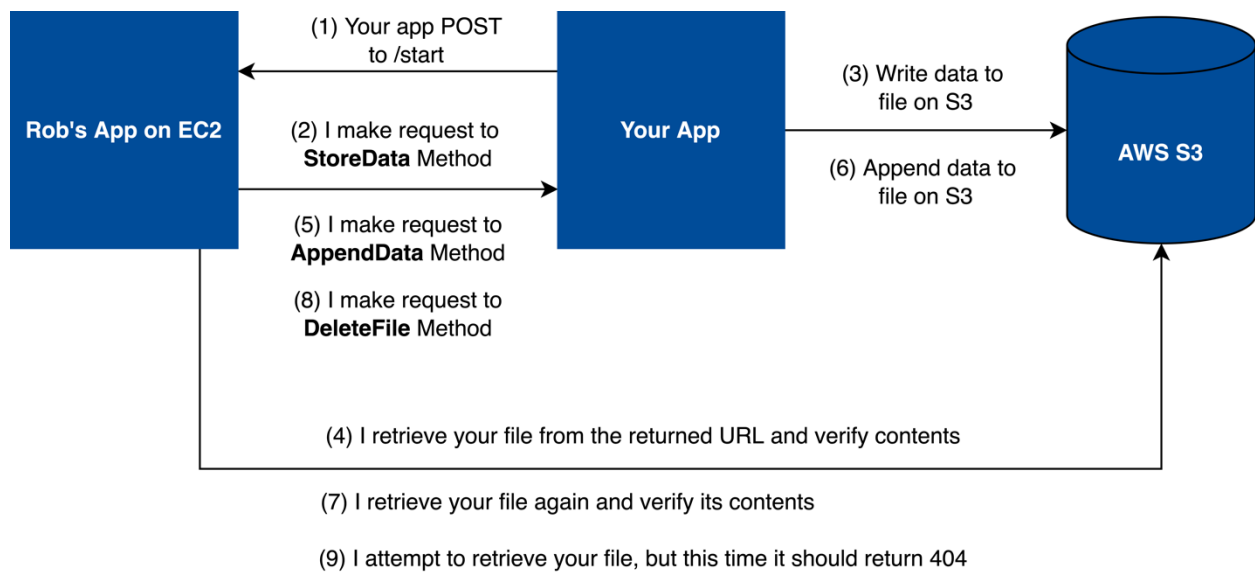 (1) Your app POST
to /start
Rob's App on EC2
(2) I make request to
StoreData Method
(5) I make request to
AppendData Method
(8) I make request to
DeleteFile Method
Your App
(3) Write data to
file on S3
(6) Append data to
file on S3
AWS S3
(4) I retrieve your file from the returned URL and verify contents
(7) I retrieve your file again and verify its contents
(9) I attempt to retrieve your file, but this time it should return 404